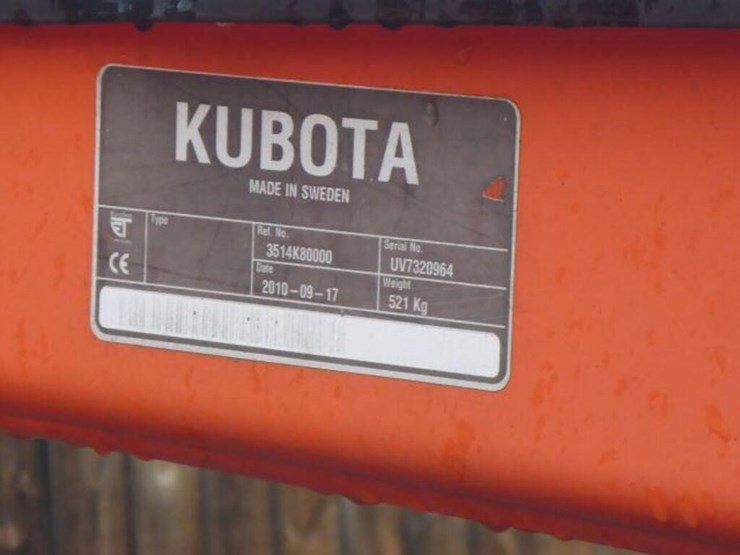 KUBOTA
MADE IN SWEDEN
Type
Ref. No.
3514K80000
Serial No.
UV7320964
CE
Date
2010-09-17
Weight
521 Kg